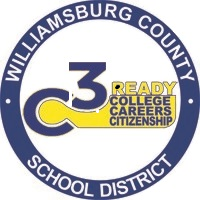 WILLIAMSBURG COUNTY
C3 READY
COLLEGE
CAREERS
CITIZENSHIP
SCHOOL DISTRICT